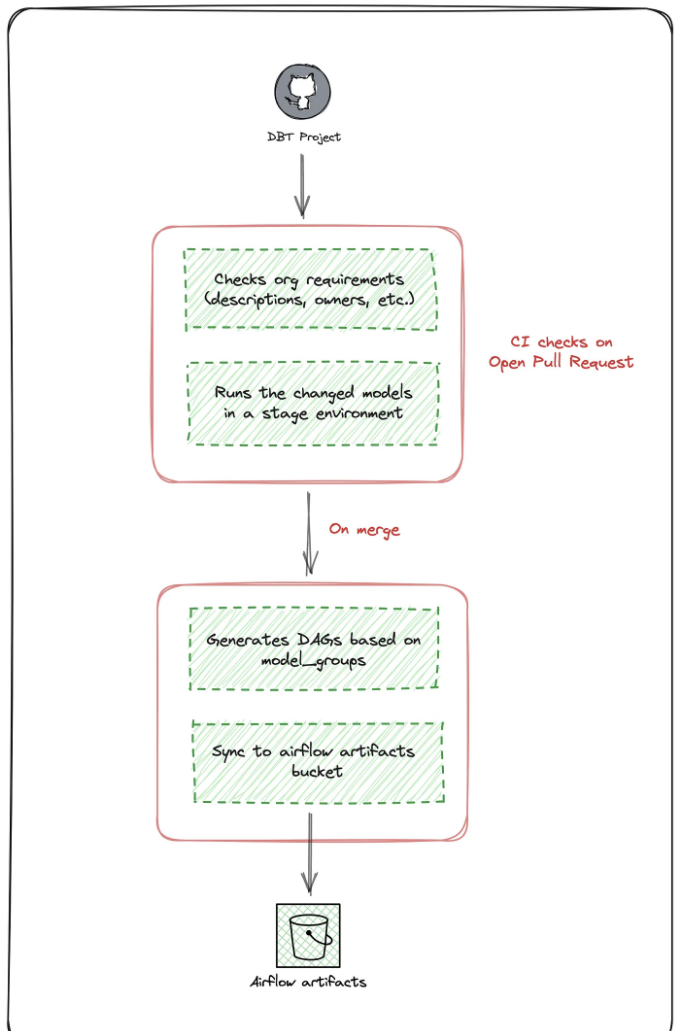 DBT Project
Checks org requirements
(descriptions, owners, etc.)
CI checks on
Open Pull Request
Runs the changed models
in a stage environment
On merge
Generates DAGs based on
model_groups
Sync to airflow artifacts
bucket
Airflow artifacts